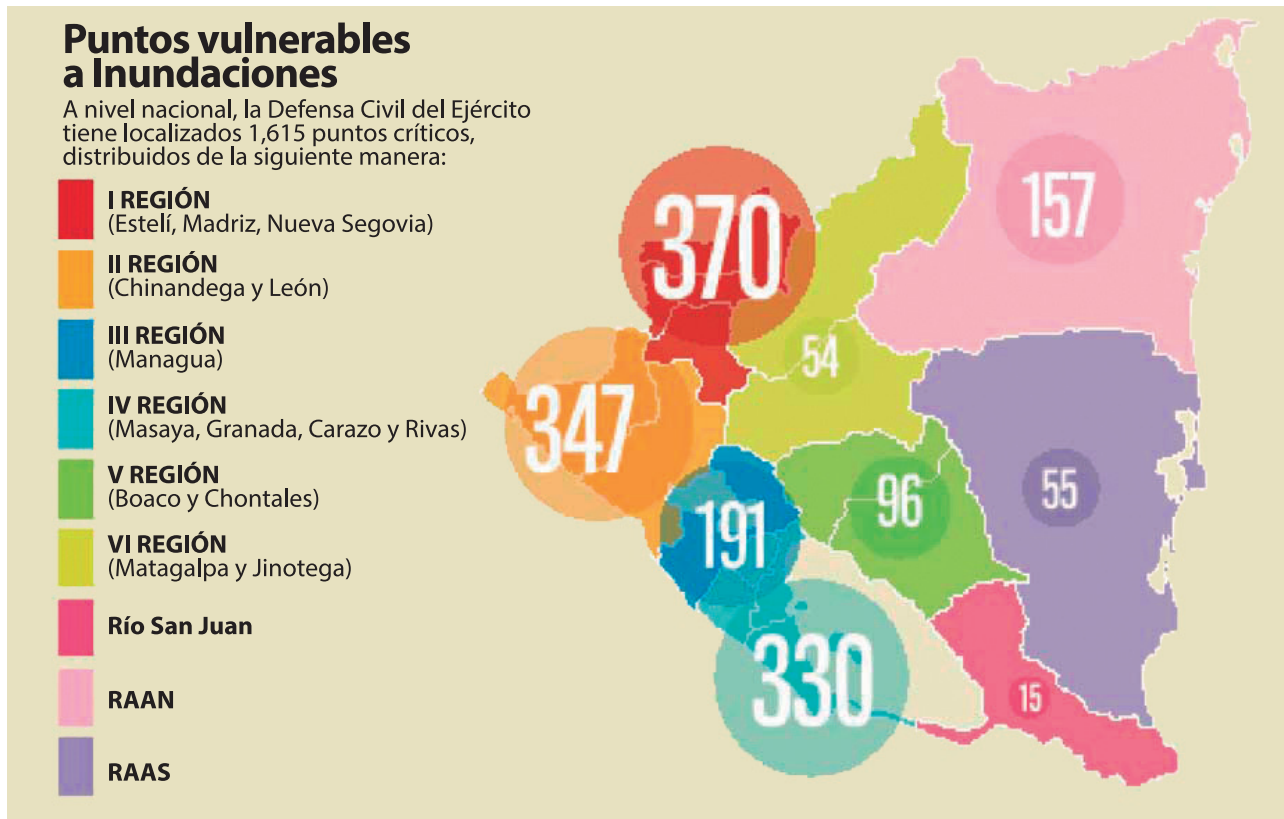 Puntos vulnerables
a Inundaciones
A nivel nacional, la Defensa Civil del Ejército
tiene localizados 1,615 puntos críticos,
distribuidos de la siguiente manera:
I REGIÓN
(Estelí, Madriz, Nueva Segovia)
II REGIÓN
(Chinandega y León)
III REGIÓN
(Managua)
IV REGIÓN
(Masaya, Granada, Carazo y Rivas)
V REGIÓN
(Boaco y Chontales)
VI REGIÓN
(Matagalpa y Jinotega)
Río San Juan
RAAN
RAAS
157
370
54
347
55
96
191
330
15